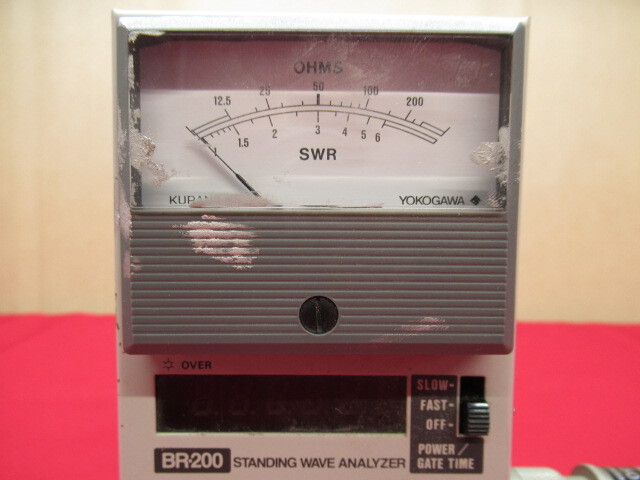 OHMS
12.5 25 50 100 200
1 1.5 2 3 4 5 6
SWR
YOKOGAWA
OVER
SLOW-
FAST-
OFF-
POWER/
GATE TIME
BR-200 STANDING WAVE ANALYZER